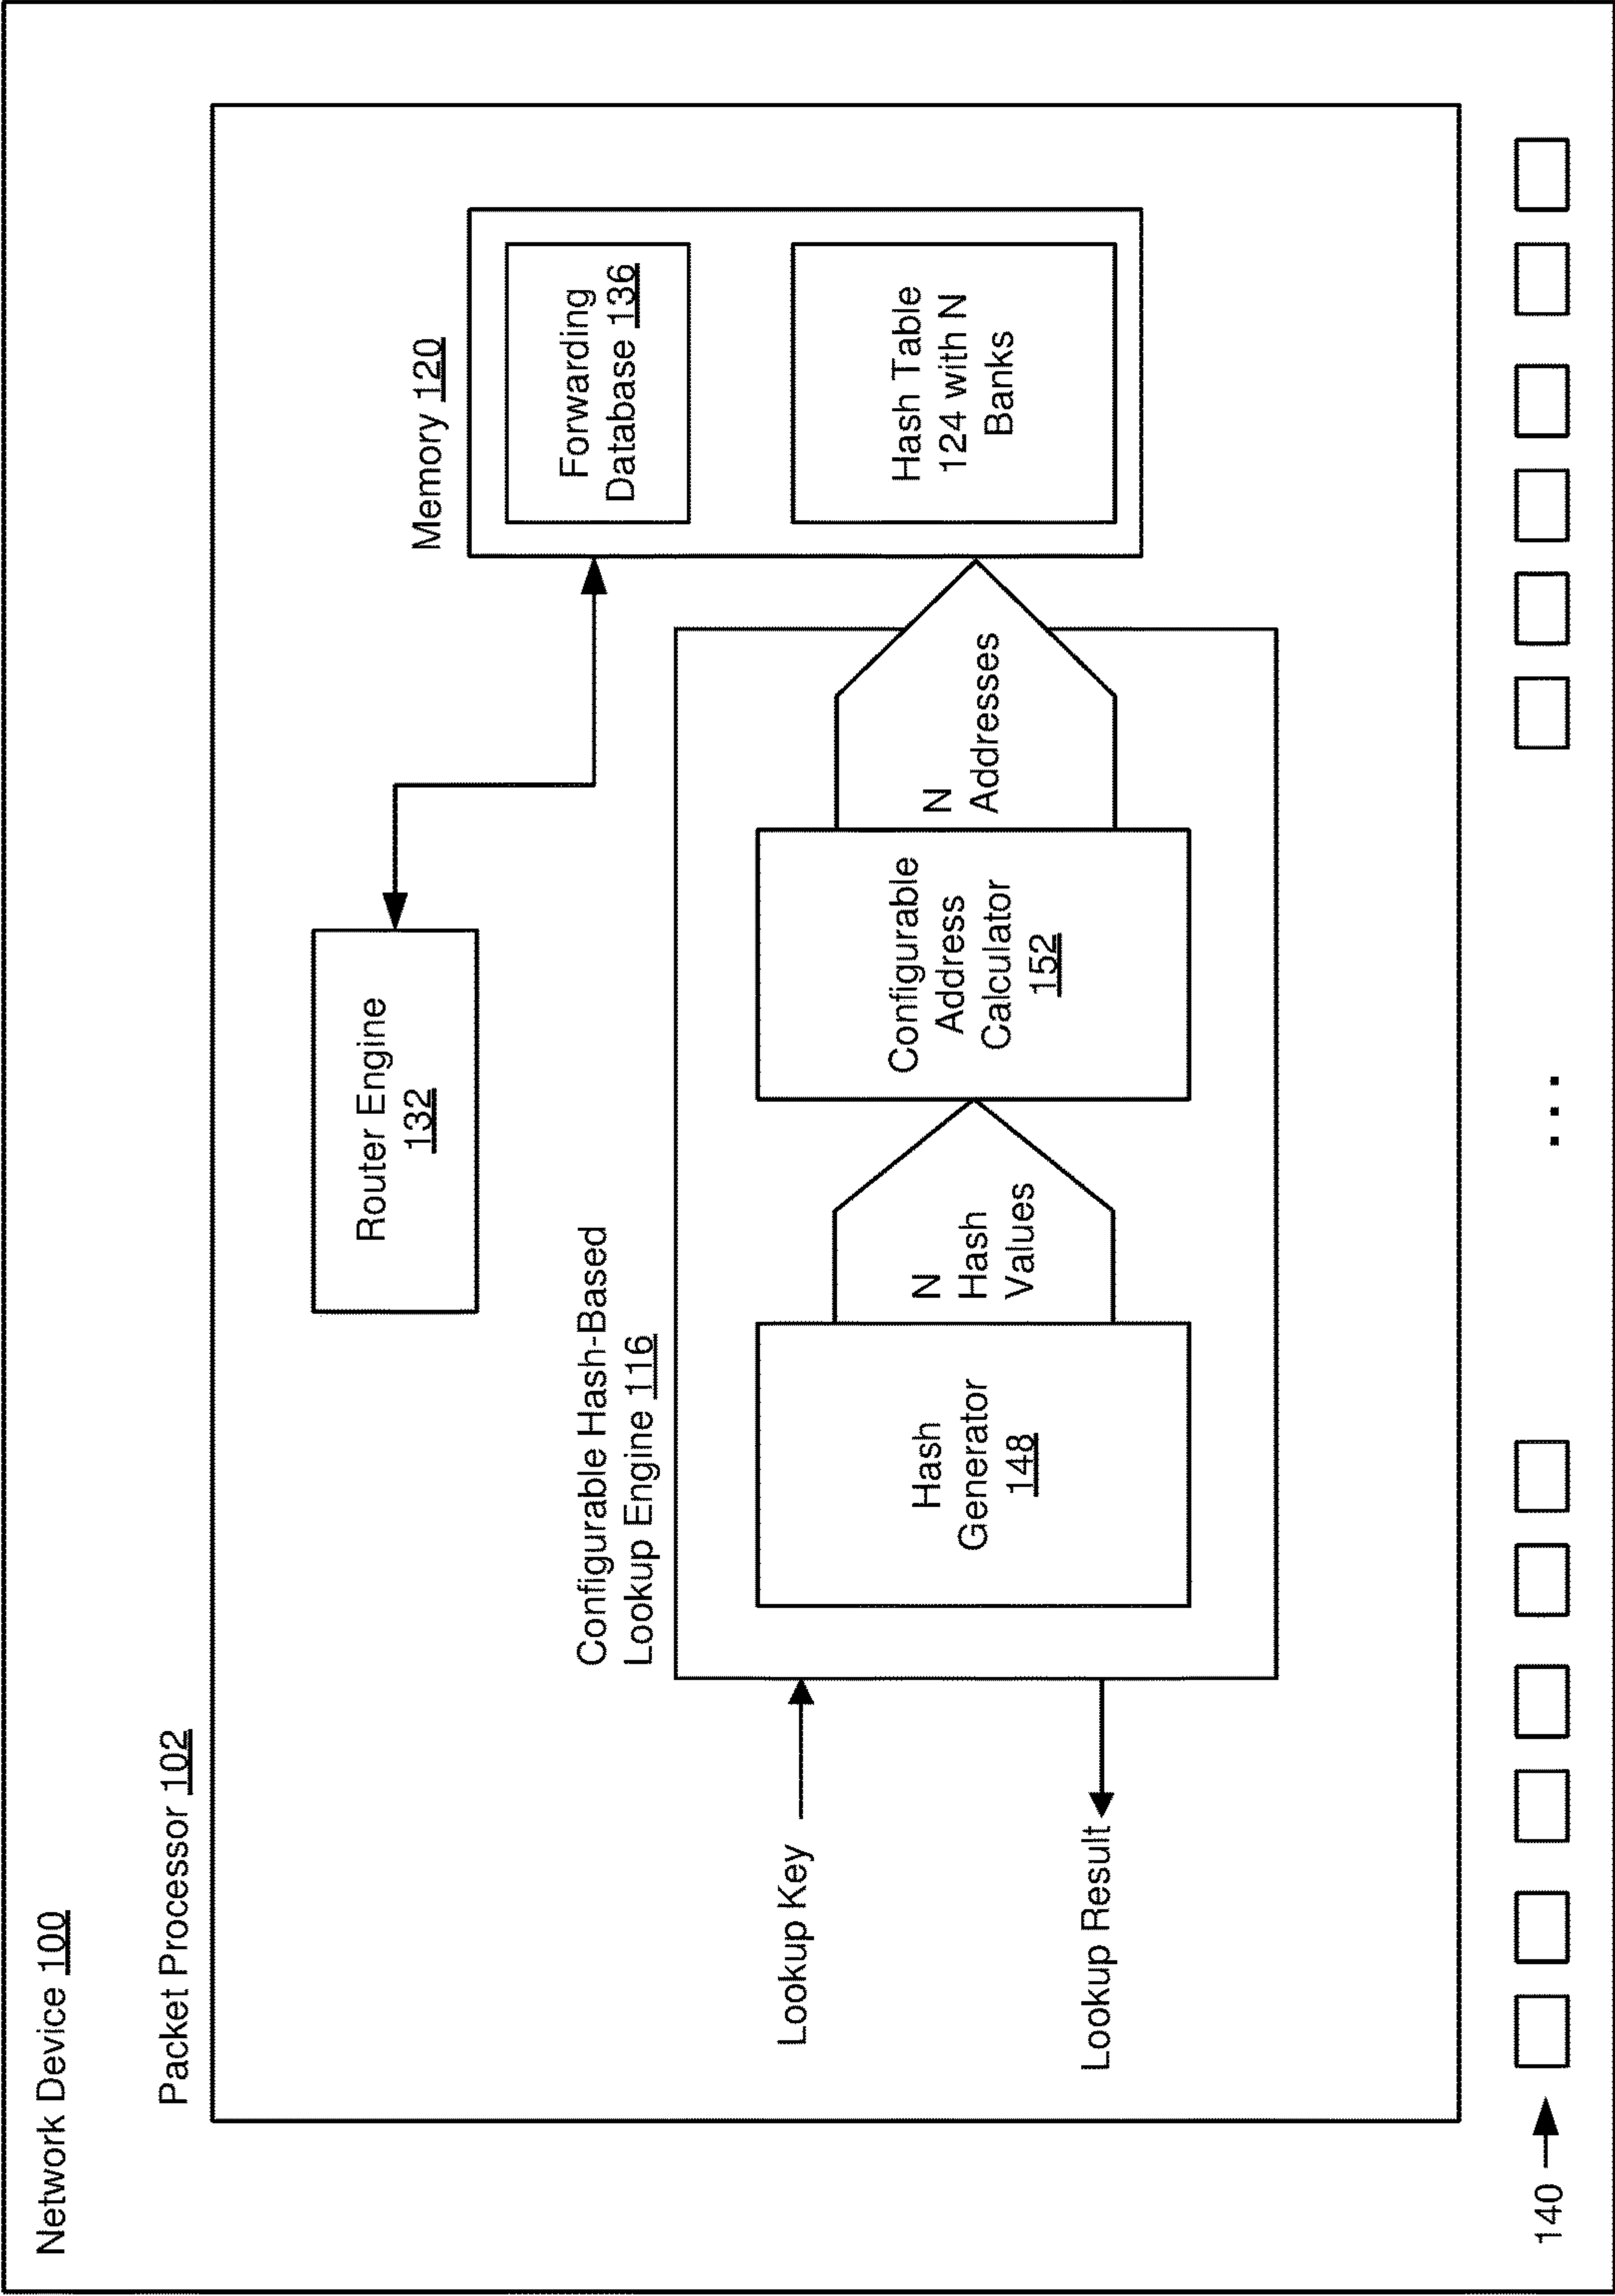 Network Device 100
Packet Processor 102
Router Engine
132
Memory 120
Forwarding
Database 136
Hash Table
124 with N
Banks
Configurable Hash-Based
Lookup Engine 116
Lookup Key
Lookup Result
Hash
Generator
148
N
Hash
Values
Configurable
Address
Calculator
152
N
Addresses
140
...